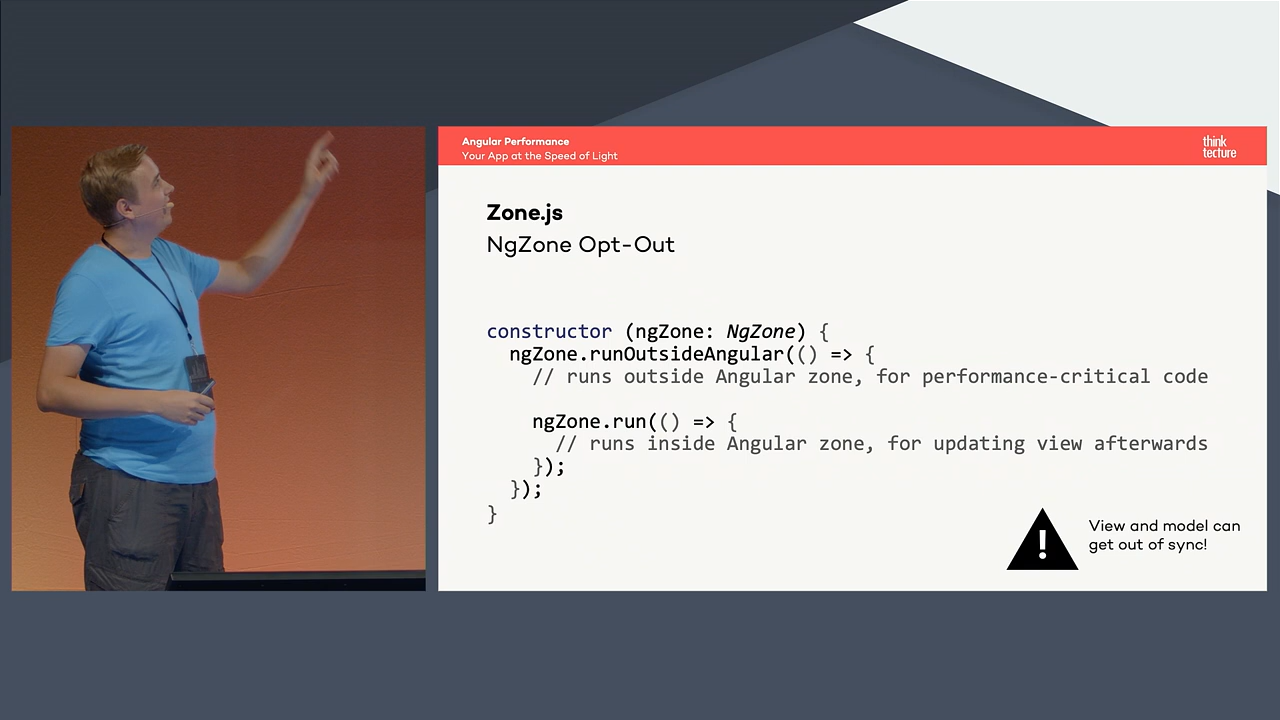 Angular Performance
Your App at the Speed of Light
think
tecture
Zone.js
NgZone Opt-Out
constructor (ngZone: NgZone) {
  ngZone.runOutsideAngular(() => {
    // runs outside Angular zone, for performance-critical code
    ngZone.run(() => {
      // runs inside Angular zone, for updating view afterwards
    });
  });
}
View and model can
get out of sync!